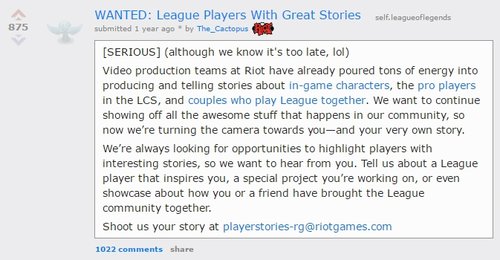 WANTED: League Players With Great Stories self.leagueoflegends
875
submitted 1 year ago * by The_Cactopus
[SERIOUS] (although we know it's too late, lol)
Video production teams at Riot have already poured tons of energy into
producing and telling stories about in-game characters, the pro players
in the LCS, and couples who play League together. We want to continue
showing off all the awesome stuff that happens in our community, so
now we're turning the camera towards you—and your very own story.
We're always looking for opportunities to highlight players with
interesting stories, so we want to hear from you. Tell us about a League
player that inspires you, a special project you're working on, or even
showcase about how you or a friend have brought the League
community together.
Shoot us your story at playerstories-rg@riotgames.com
1022 comments share